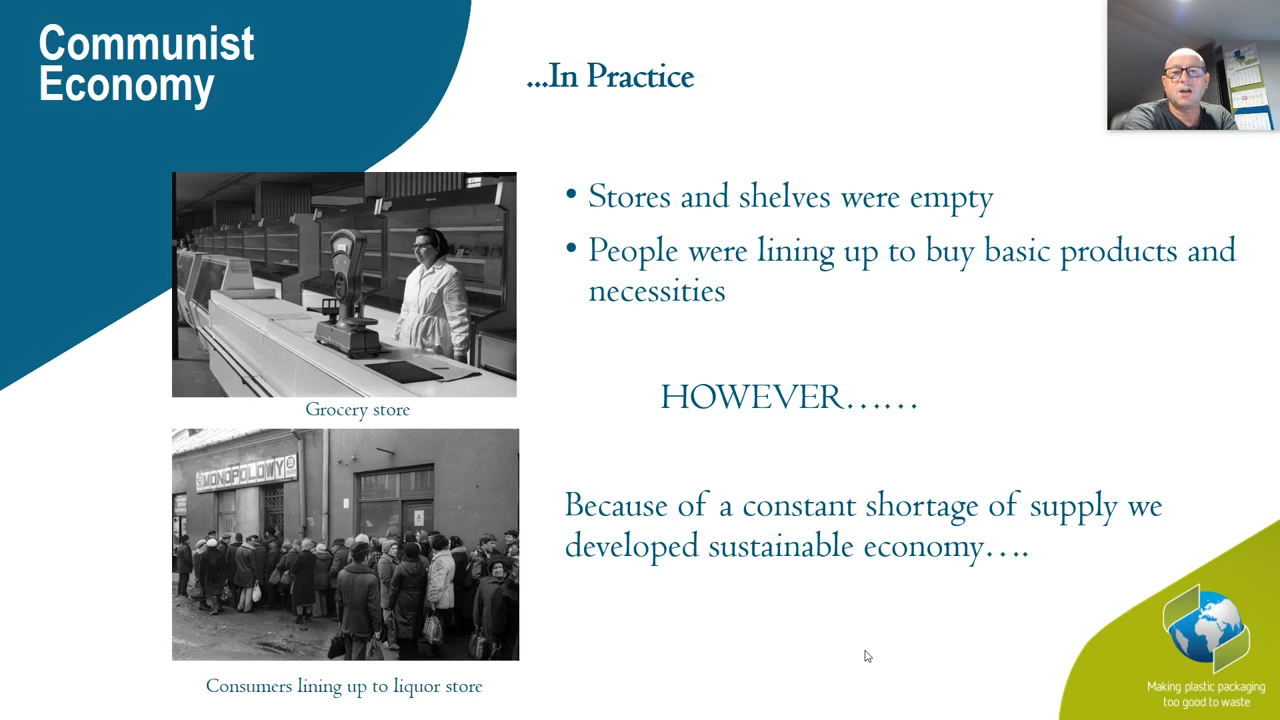 Communist
Economy
...In Practice
• Stores and shelves were empty
• People were lining up to buy basic products and
necessities
HOWEVER……
Because of a constant shortage of supply we
developed sustainable economy….
Grocery store
MONOPOLOWY
Consumers lining up to liquor store
Making plastic packaging
too good to waste